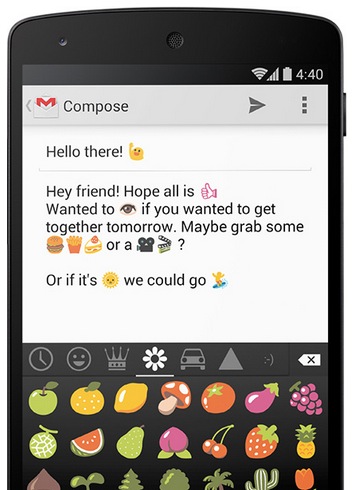 4:40
Compose
Hello there! 🙋
Hey friend! Hope all is 👍
Wanted to 👁 if you wanted to get
together tomorrow. Maybe grab some
🍔🍟🍰 or a 🎥🎬 ?
Or if it's 🌞 we could go 🏄
:-)